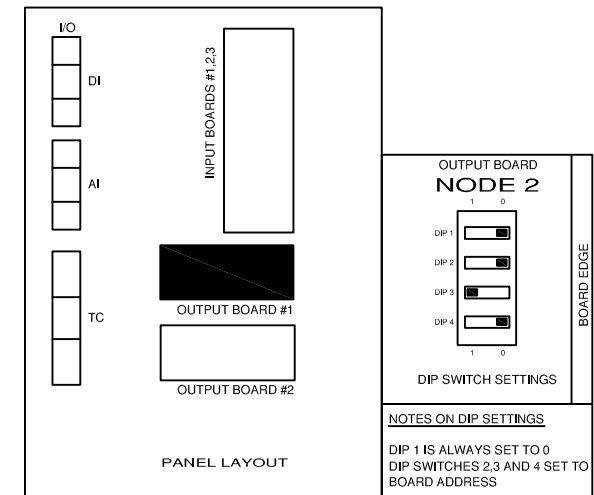 I/O
DI
AI
TC
INPUT BOARDS #1,2,3
OUTPUT BOARD #1
OUTPUT BOARD #2
PANEL LAYOUT
OUTPUT BOARD
NODE 2
1 0
DIP 1
DIP 2
DIP 3
DIP 4
1 0
DIP SWITCH SETTINGS
BOARD EDGE
NOTES ON DIP SETTINGS
DIP 1 IS ALWAYS SET TO 0
DIP SWITCHES 2,3 AND 4 SET TO
BOARD ADDRESS